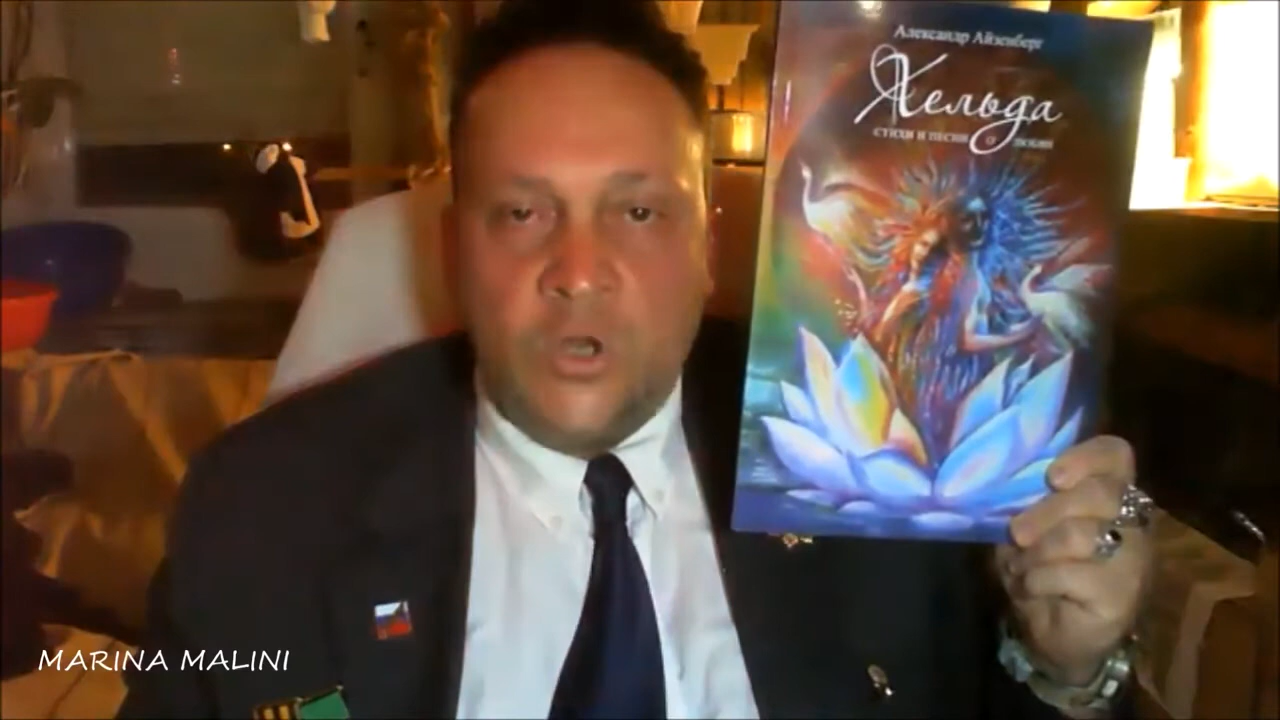 Александр Айзенберг
Хельда
стихи и песни о любви
MARINA MALINI